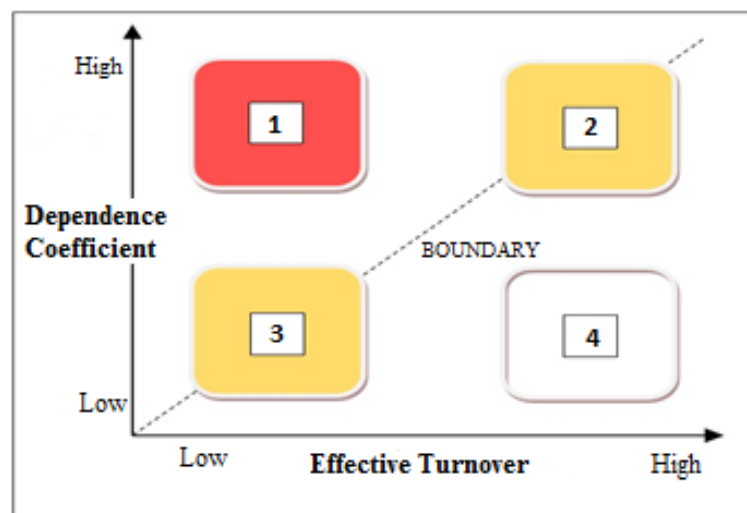 High
1
2
Dependence
Coefficient
BOUNDARY
3
4
Low
Low
Effective Turnover
High